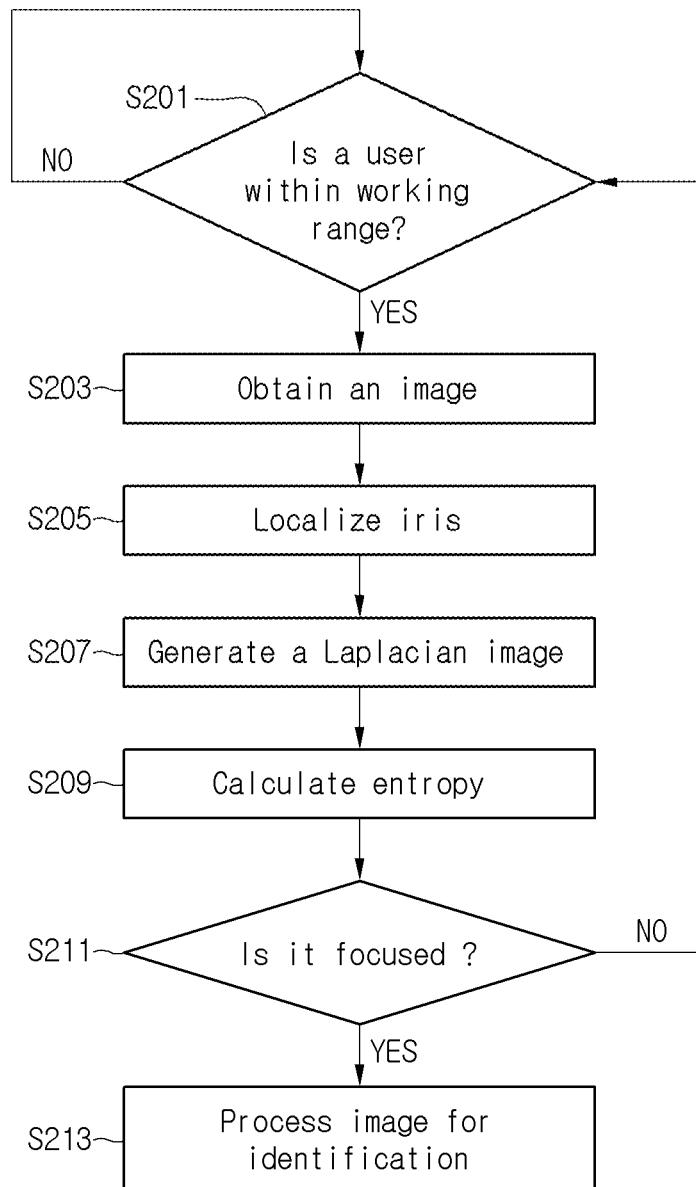 S201
Is a user
within working
range?
NO
YES
S203
Obtain an image
S205
Localize iris
S207
Generate a Laplacian image
S209
Calculate entropy
S211
Is it focused ?
NO
YES
S213
Process image for
identification